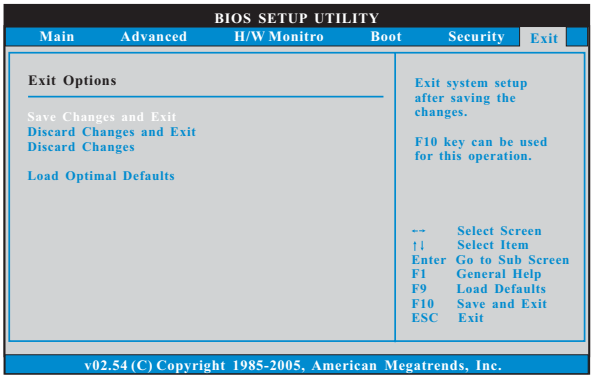 BIOS SETUP UTILITY
Main Advanced H/W Monitro Boot Security Exit
Exit Options
Save Changes and Exit
Discard Changes and Exit
Discard Changes
Load Optimal Defaults
Exit system setup
after saving the
changes.
F10 key can be used
for this operation.
←→ Select Screen
↑↓ Select Item
Enter Go to Sub Screen
F1 General Help
F9 Load Defaults
F10 Save and Exit
ESC Exit
v02.54 (C) Copyright 1985-2005, American Megatrends, Inc.